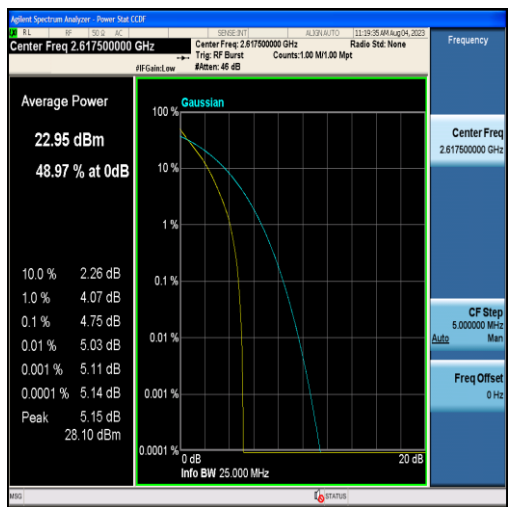 Agilent Spectrum Analyzer - Power Stat CCDF
RL RF 50 Ω AC SENSE:INT ALIGN AUTO 11:19:35 AM Aug 04, 2023
Center Freq 2.617500000 GHz
Center Freq: 2.617500000 GHz
Radio Std: None
Trig: RF Burst Counts:1.00 M/1.00 Mpt
#IFGain:Low #Atten: 46 dB
Frequency
Average Power
22.95 dBm
48.97 % at 0dB
10.0 % 2.26 dB
1.0 % 4.07 dB
0.1 % 4.75 dB
0.01 % 5.03 dB
0.001 % 5.11 dB
0.0001 % 5.14 dB
Peak 5.15 dB
28.10 dBm
100 %
Gaussian
10 %
1 %
0.1 %
0.01 %
0.001 %
0.0001 %
0 dB
20 dB
Info BW 25.000 MHz
Center Freq
2.617500000 GHz
CF Step
5.000000 MHz
Auto Man
Freq Offset
0 Hz
MSG
STATUS